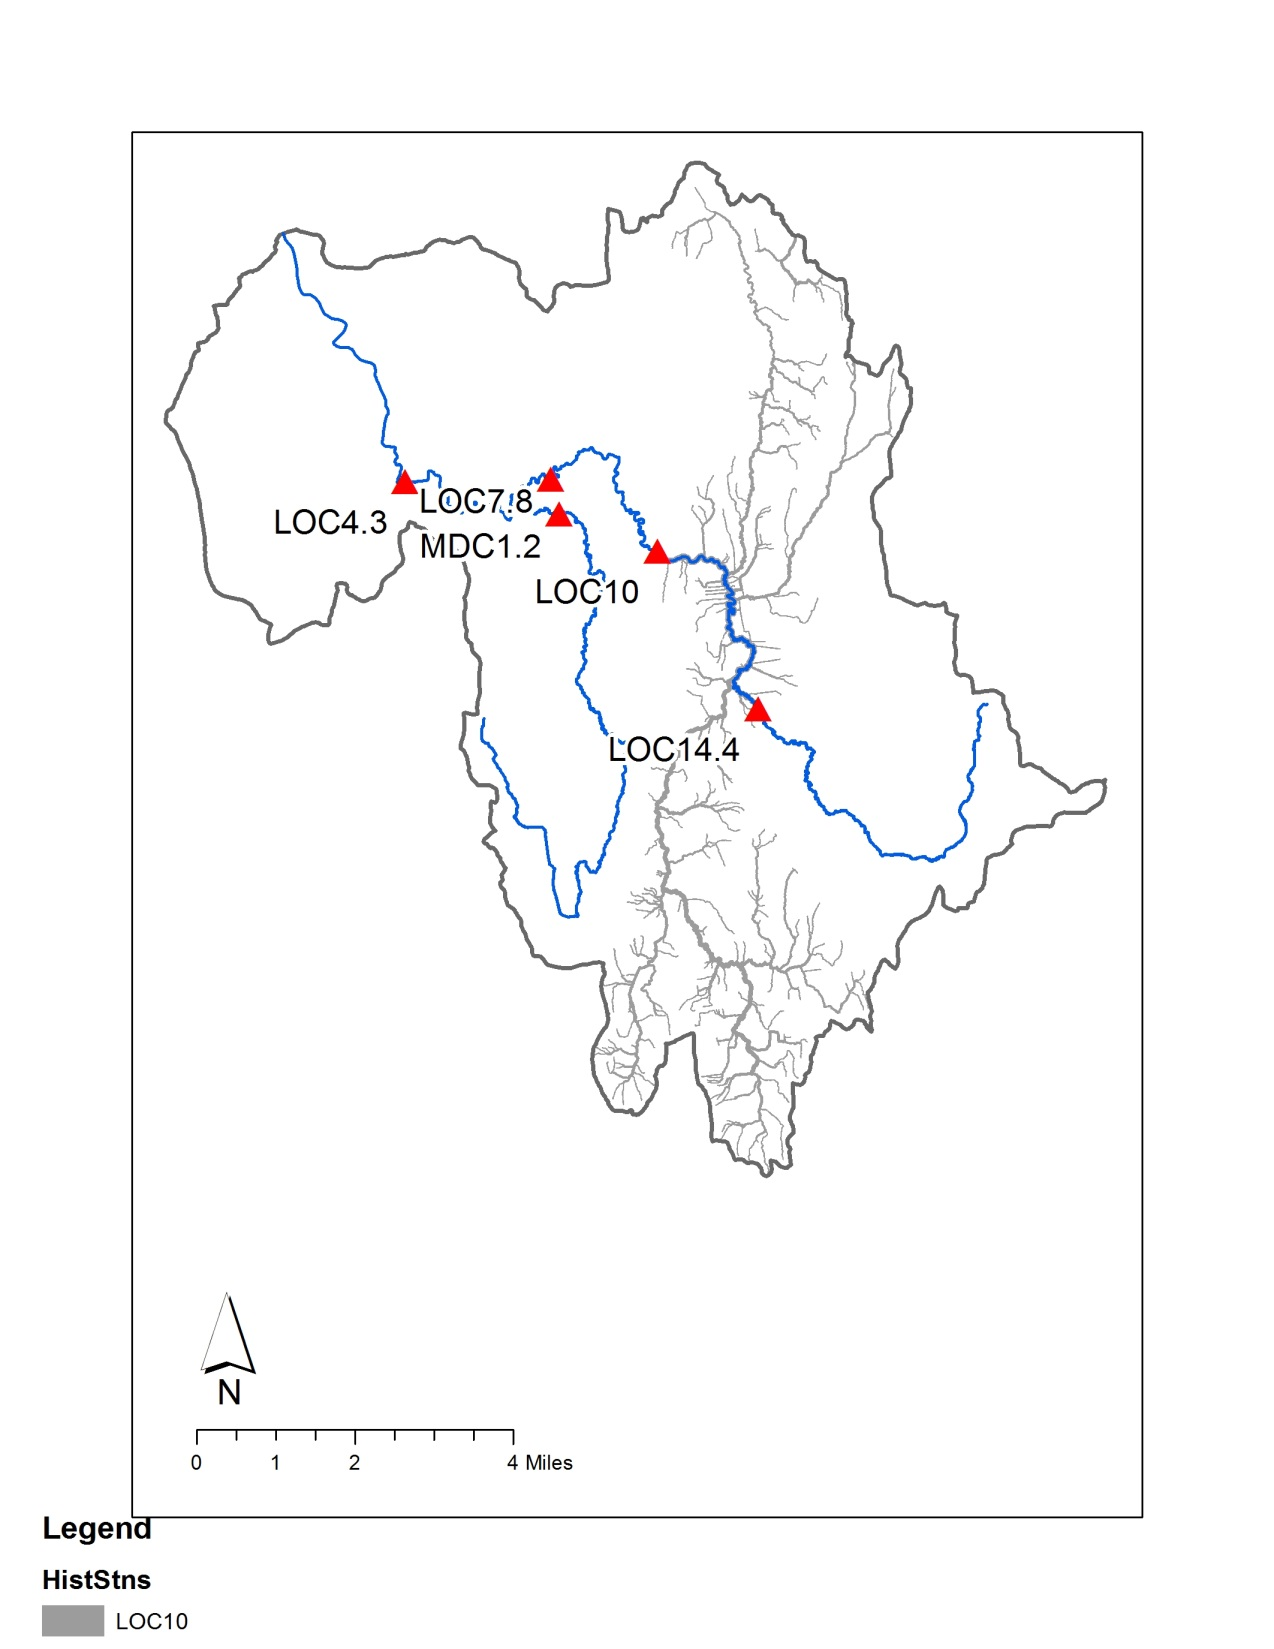 LOC7.8
LOC4.3
MDC1.2
LOC10
LOC14.4
N
0 1 2 4 Miles
Legend
HistStns
LOC10